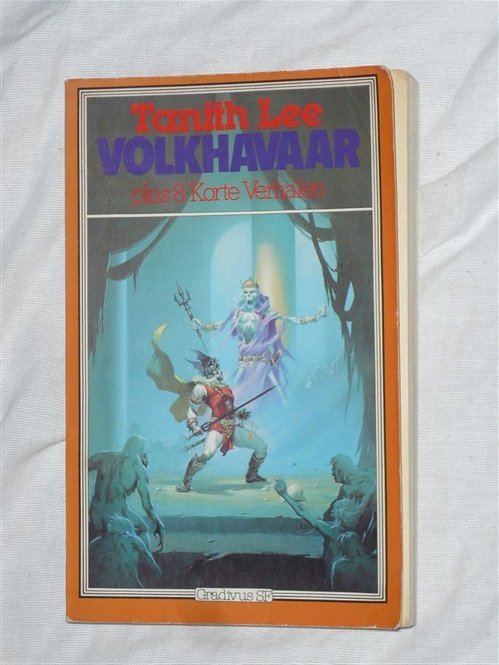 Tanith Lee
VOLKHAVAAR
plus 8 Korte Verhalen
Gradivus SF